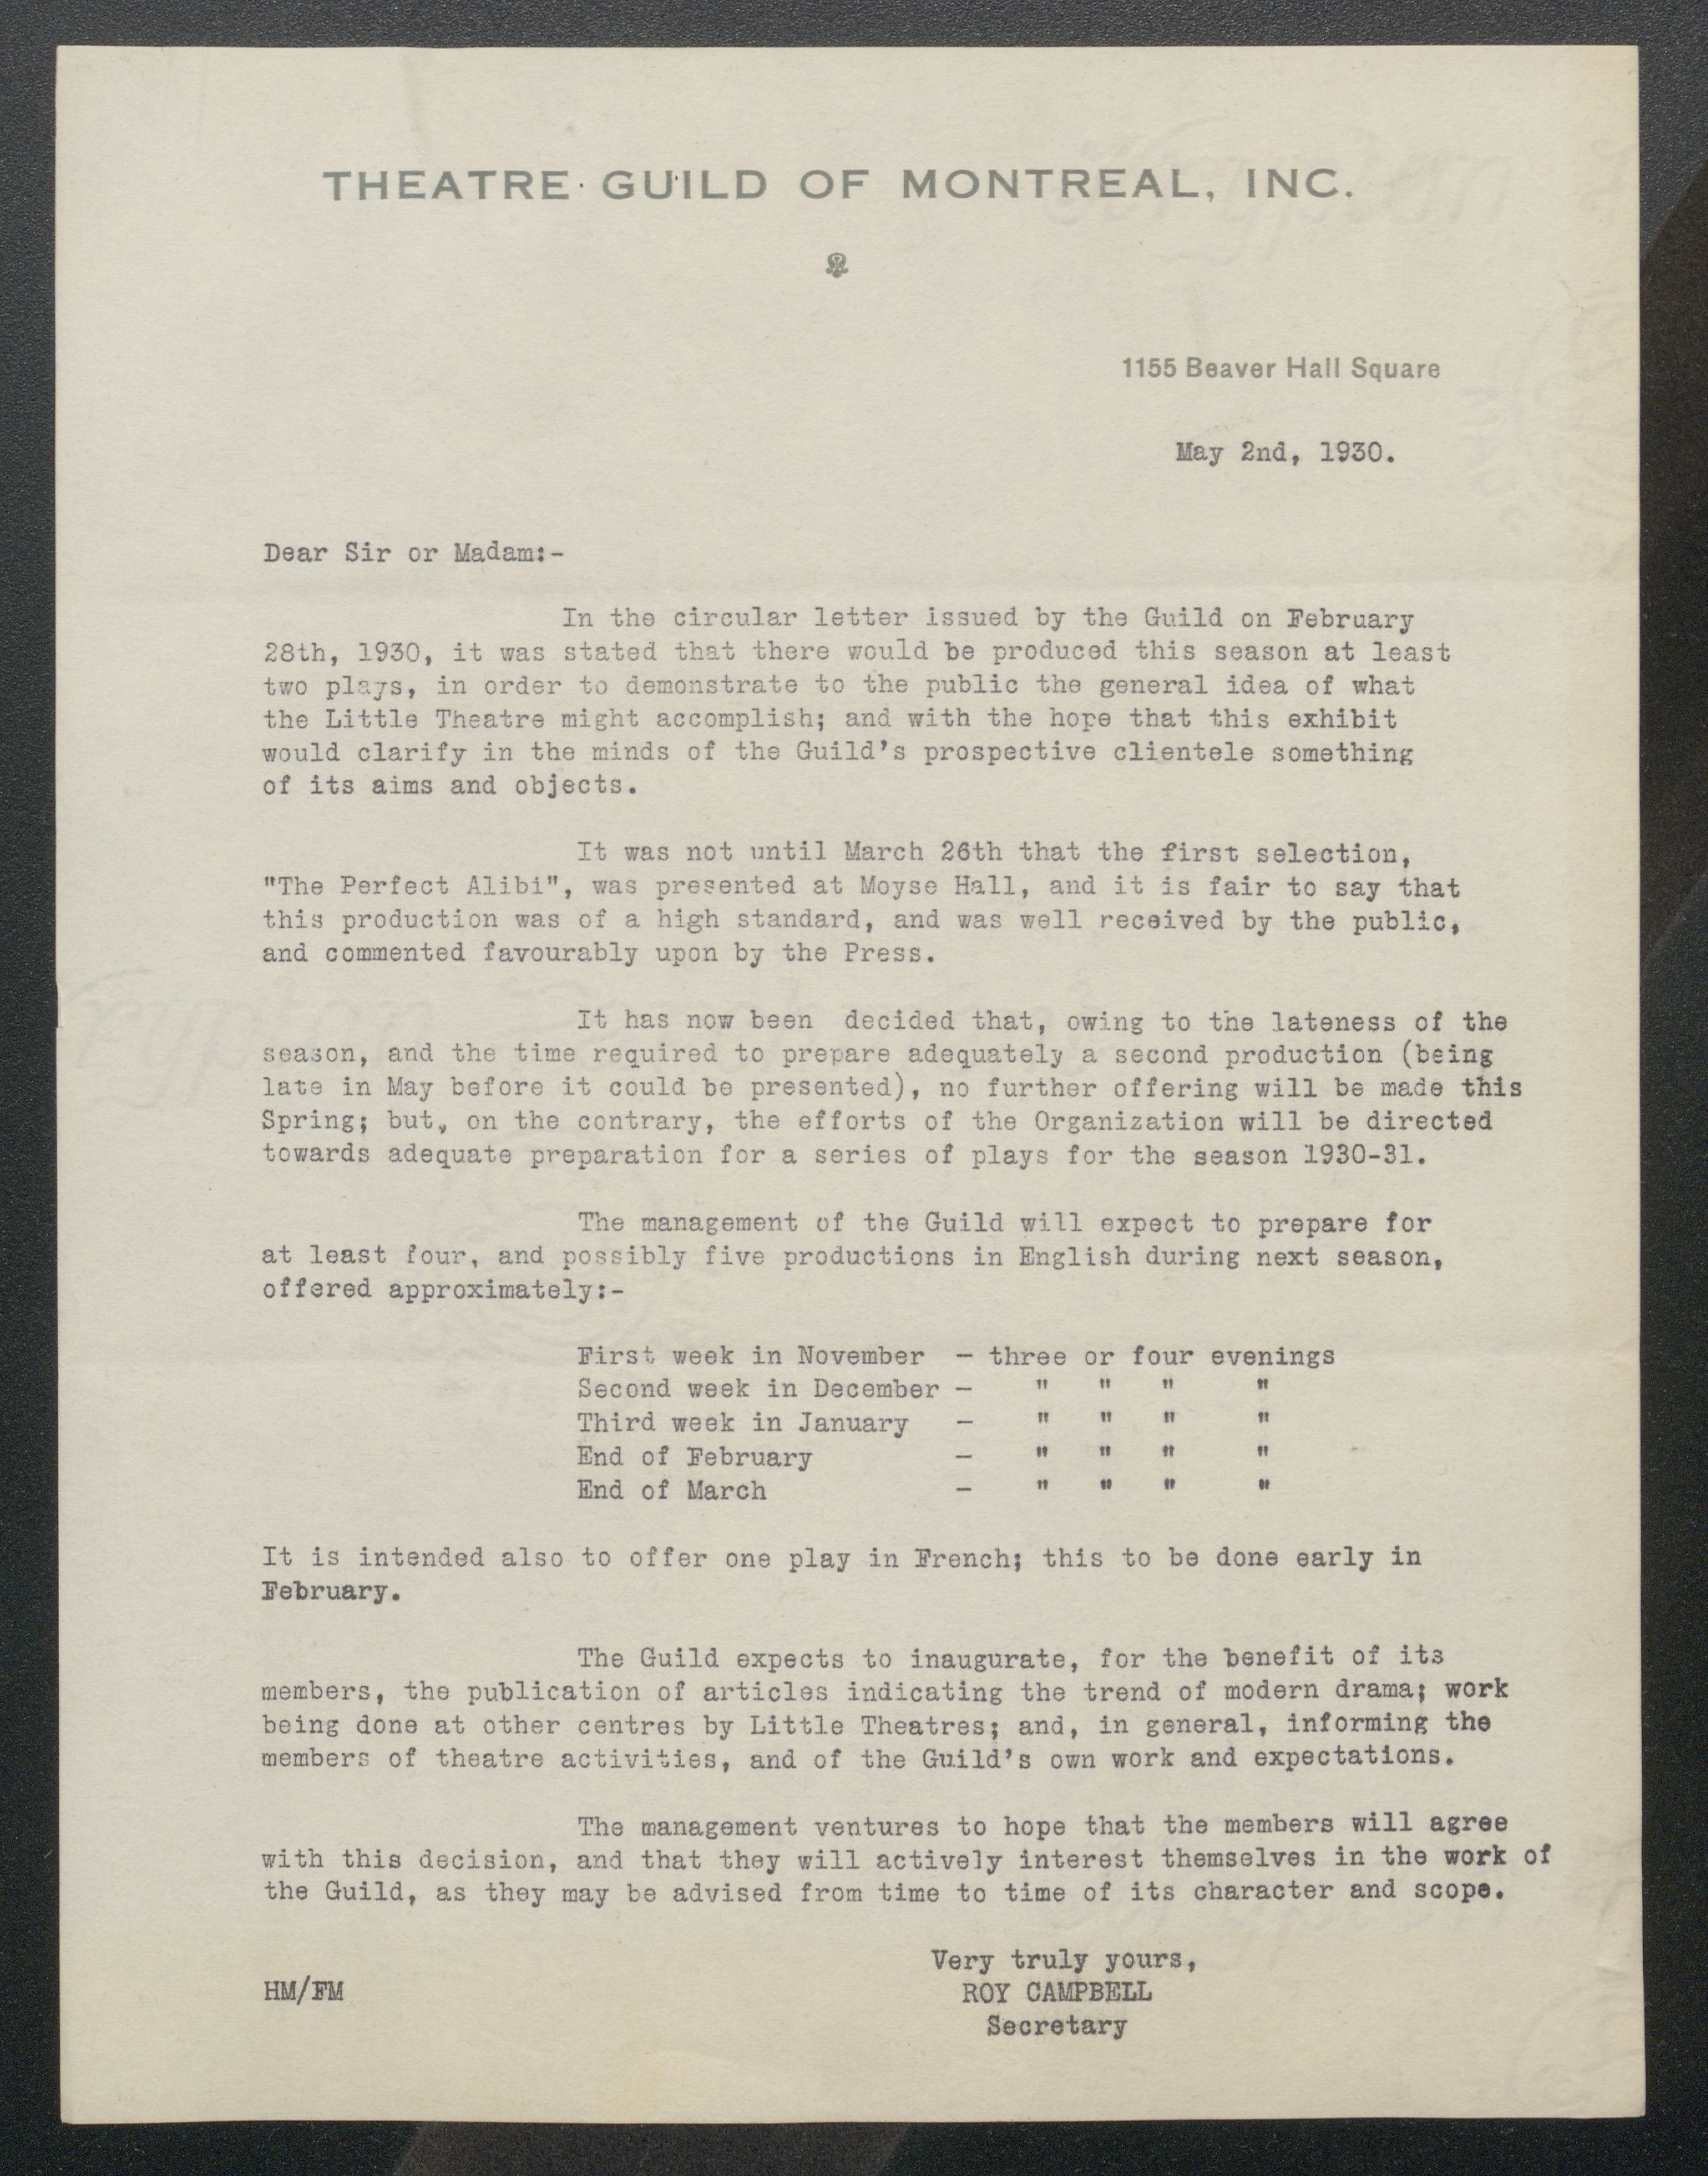 THEATRE GUILD OF MONTREAL, INC.
1155 Beaver Hall Square
May 2nd, 1930.
Dear Sir or Madam:-
In the circular letter issued by the Guild on February
28th, 1930, it was stated that there would be produced this season at least
two plays, in order to demonstrate to the public the general idea of what
the Little Theatre might accomplish; and with the hope that this exhibit
would clarify in the minds of the Guild's prospective clientele something
of its aims and objects.
It was not until March 26th that the first selection,
"The Perfect Alibi", was presented at Moyse Hall, and it is fair to say that
this production was of a high standard, and was well received by the public,
and commented favourably upon by the Press.
It has now been decided that, owing to the lateness of the
season, and the time required to prepare adequately a second production (being
late in May before it could be presented), no further offering will be made this
Spring; but, on the contrary, the efforts of the Organization will be directed
towards adequate preparation for a series of plays for the season 1930-31.
The management of the Guild will expect to prepare for
at least four, and possibly five productions in English during next season,
offered approximately:-
First week in November - three or four evenings
Second week in December - " " " "
Third week in January - " " " "
End of February - " " " "
End of March - " " " "
It is intended also to offer one play in French; this to be done early in
February.
The Guild expects to inaugurate, for the benefit of its
members, the publication of articles indicating the trend of modern drama; work
being done at other centres by Little Theatres; and, in general, informing the
members of theatre activities, and of the Guild's own work and expectations.
The management ventures to hope that the members will agree
with this decision, and that they will actively interest themselves in the work of
the Guild, as they may be advised from time to time of its character and scope.
Very truly yours,
HM/FM ROY CAMPBELL
Secretary